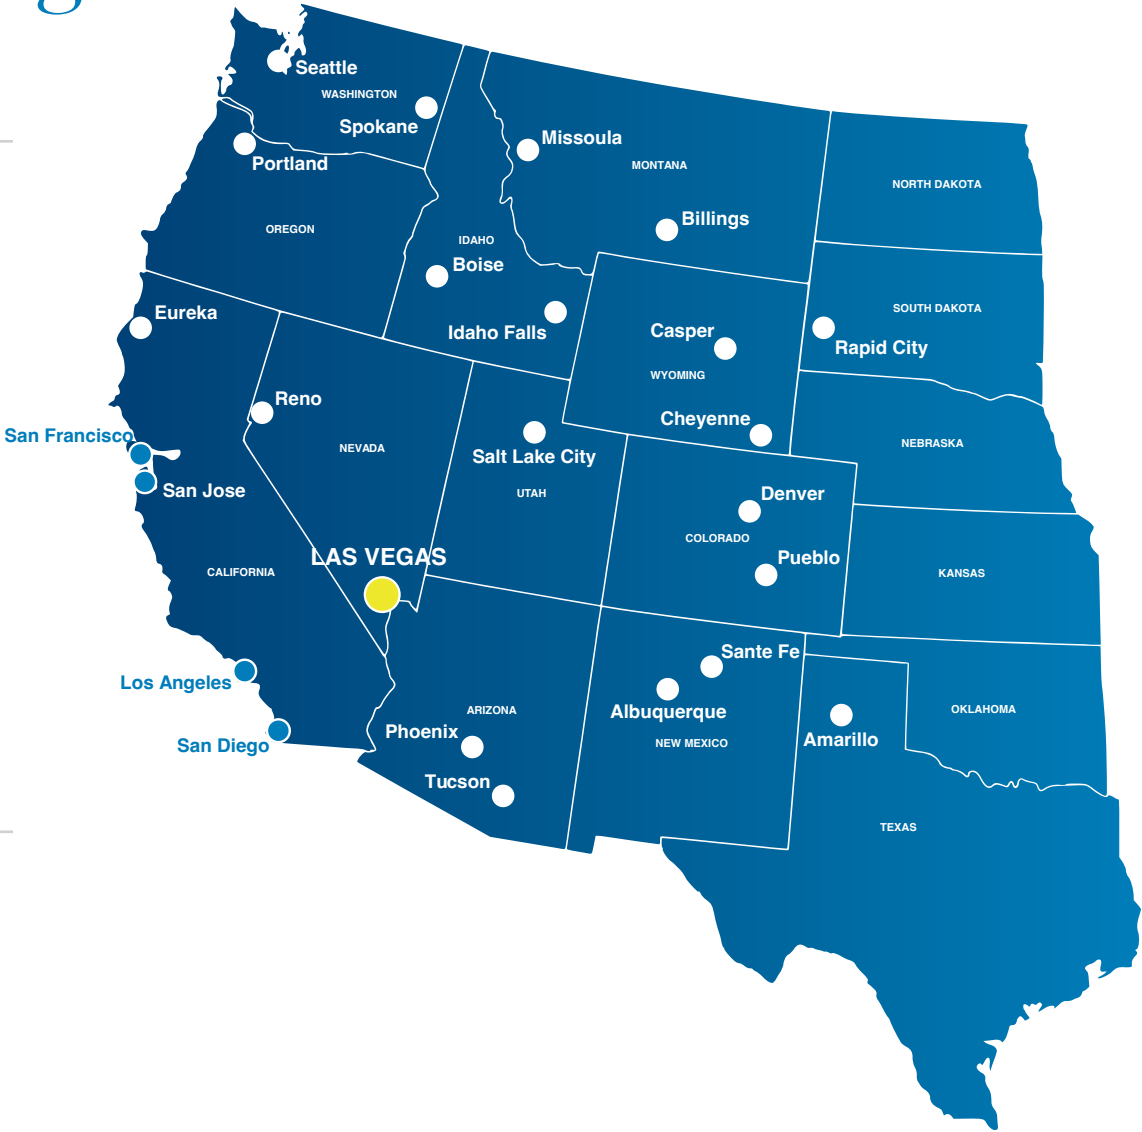 g
Seattle
WASHINGTON
Spokane
Portland
Missoula
MONTANA
NORTH DAKOTA
OREGON
Billings
IDAHO
Boise
Eureka
Idaho Falls
Casper
SOUTH DAKOTA
Rapid City
WYOMING
Reno
Cheyenne
San Francisco
NEVADA
Salt Lake City
NEBRASKA
San Jose
UTAH
Denver
COLORADO
LAS VEGAS
Pueblo
CALIFORNIA
KANSAS
Sante Fe
Los Angeles
ARIZONA
Albuquerque
OKLAHOMA
Phoenix
NEW MEXICO
Amarillo
San Diego
Tucson
TEXAS